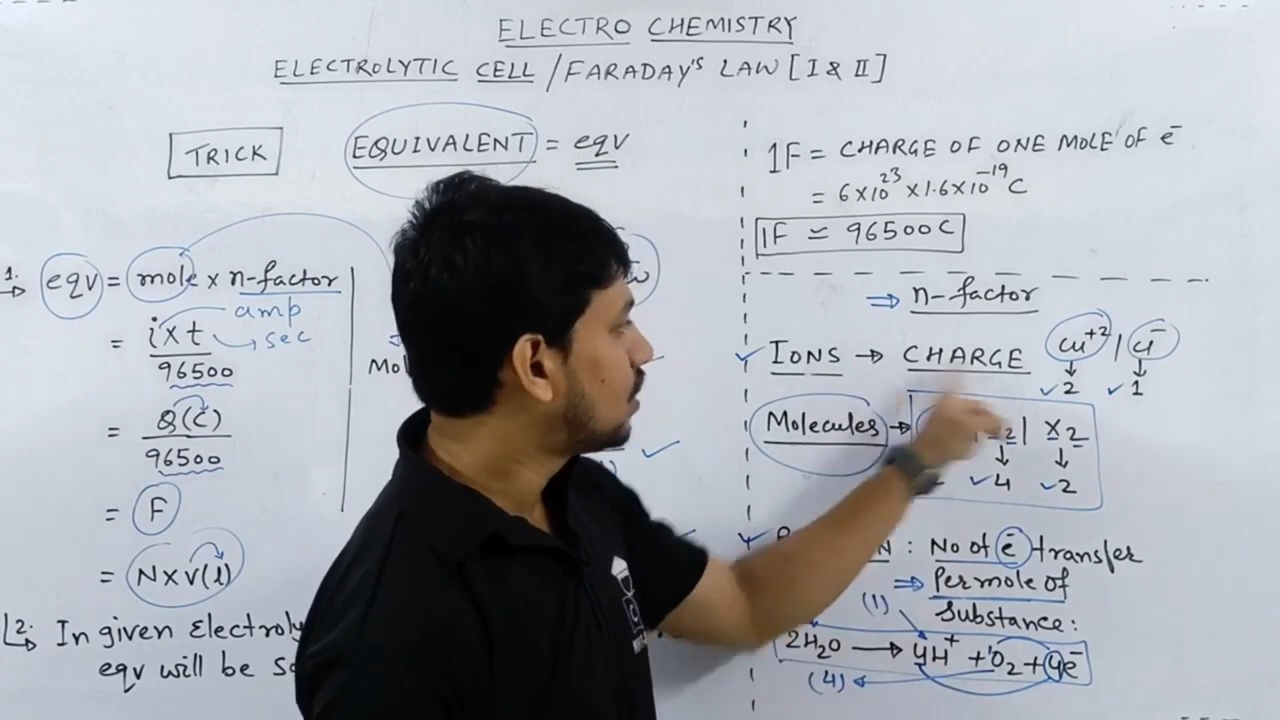 ELECTRO CHEMISTRY
ELECTROLYTIC CELL / FARADAY'S LAW [I & II]
TRICK
EQUIVALENT = eqv
1. eqv = mole x n-factor
= i x t
96500
amp
sec
= Q(C)
96500
= F
= N x V(l)
2. In given Electroly
eqv will be
1F = CHARGE OF ONE MOLE OF e⁻
= 6×10²³ × 1.6×10⁻¹⁹ C
1F ≃ 96500C
⇒ n-factor
✓ IONS → CHARGE Cu⁺² | Cl⁻
↓ ↓
✓2 ✓1
Molecules → 2 | X₂
↓ ↓
✓4 ✓2
N : No of e⁻ transfer
⇒ Per mole of
Substance :
(1)
2H₂O → 4H⁺ + O₂ + 4e⁻
(4)